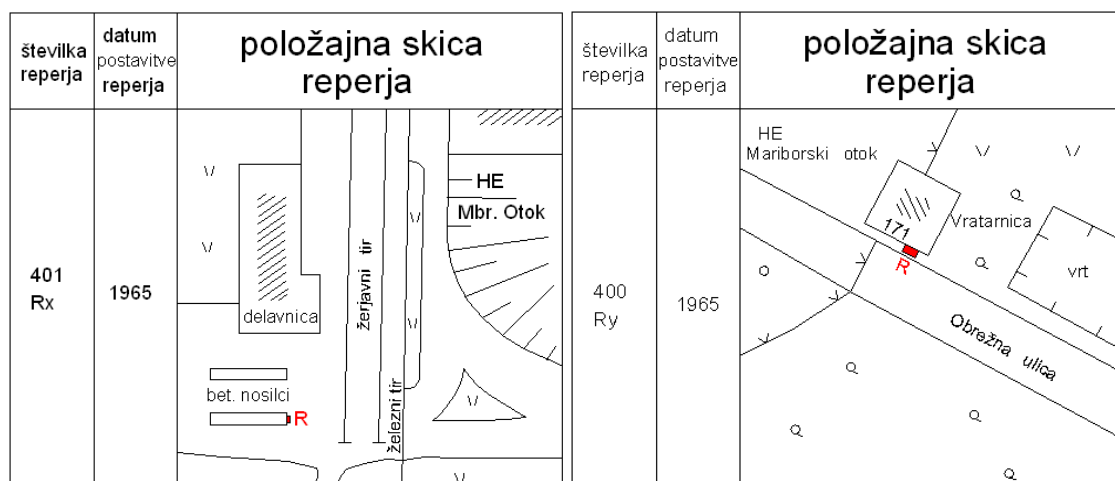 številka
reperja
datum
postavitve
reperja
položajna skica
reperja
401
Rx
1965
HE
Mbr. Otok
žerjavni tir
delavnica
bet. nosilci
R
železni tir
številka
reperja
datum
postavitve
reperja
položajna skica
reperja
400
Ry
1965
HE
Mariborski otok
Vratarnica
171
R
vrt
Obrežna ulica